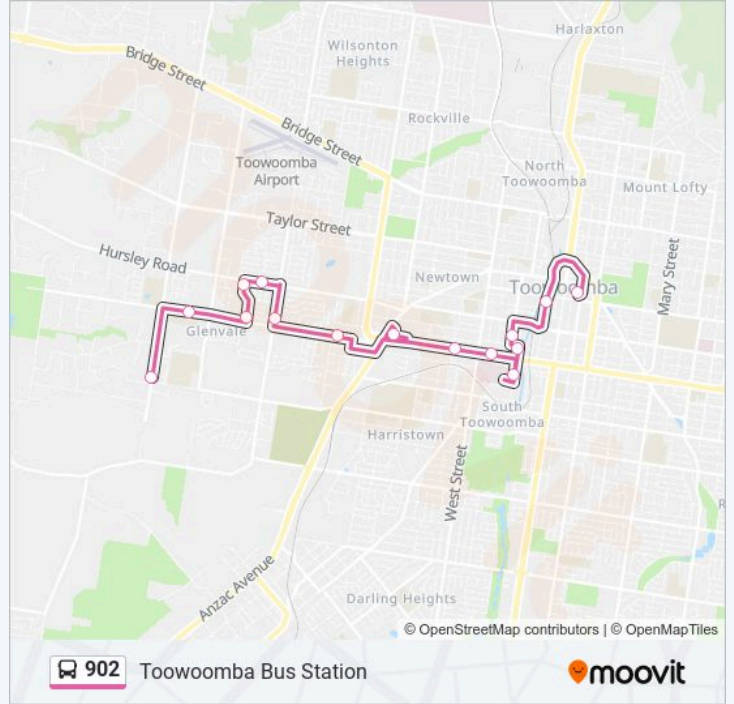 Harlaxton
Wilsonton
Heights
Bridge Street
Rockville
Bridge Street
Toowoomba
Airport
North
Toowoomba
Mount Lofty
Taylor Street
Hursley Road
Newtown
Mary Street
Glenvale
South
Toowoomba
Harristown
West Street
Anzac Avenue
Darling Heights
© OpenStreetMap contributors | © OpenMapTiles
902 Toowoomba Bus Station
moovit